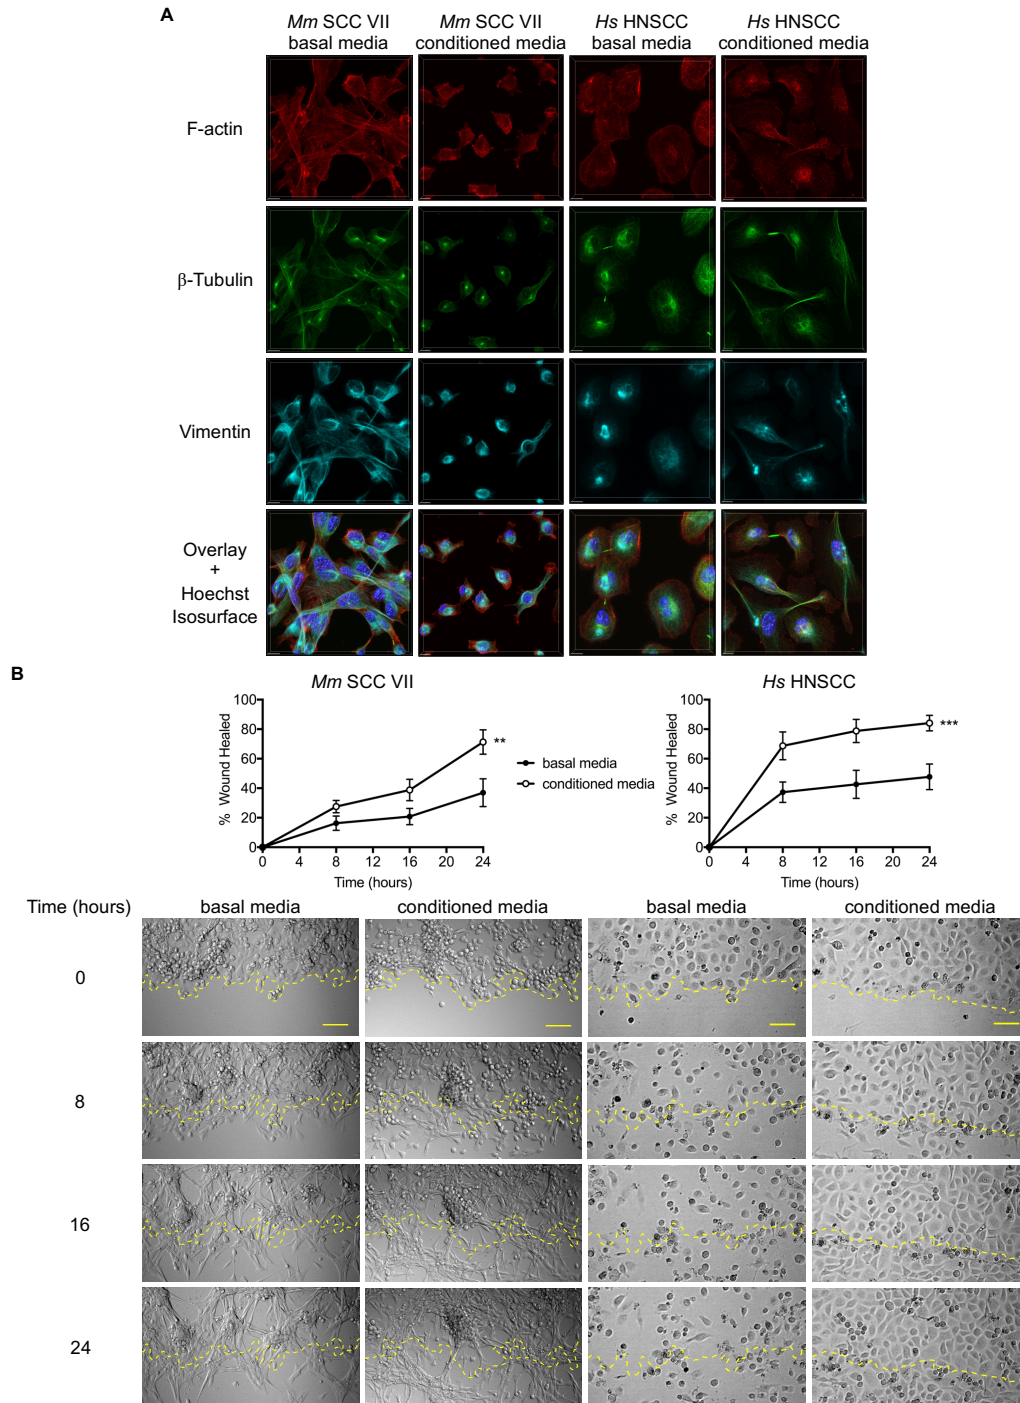 A
Mm SCC VII
basal media
Mm SCC VII
conditioned media
Hs HNSCC
basal media
Hs HNSCC
conditioned media
F-actin
β-Tubulin
Vimentin
Overlay
+
Hoechst
Isosurface
B
Mm SCC VII
% Wound Healed
100
80
60
40
20
0
0 4 8 12 16 20 24
Time (hours)
**
basal media
conditioned media
Hs HNSCC
% Wound Healed
100
80
60
40
20
0
0 4 8 12 16 20 24
Time (hours)
***
Time (hours) basal media conditioned media basal media conditioned media
0
8
16
24